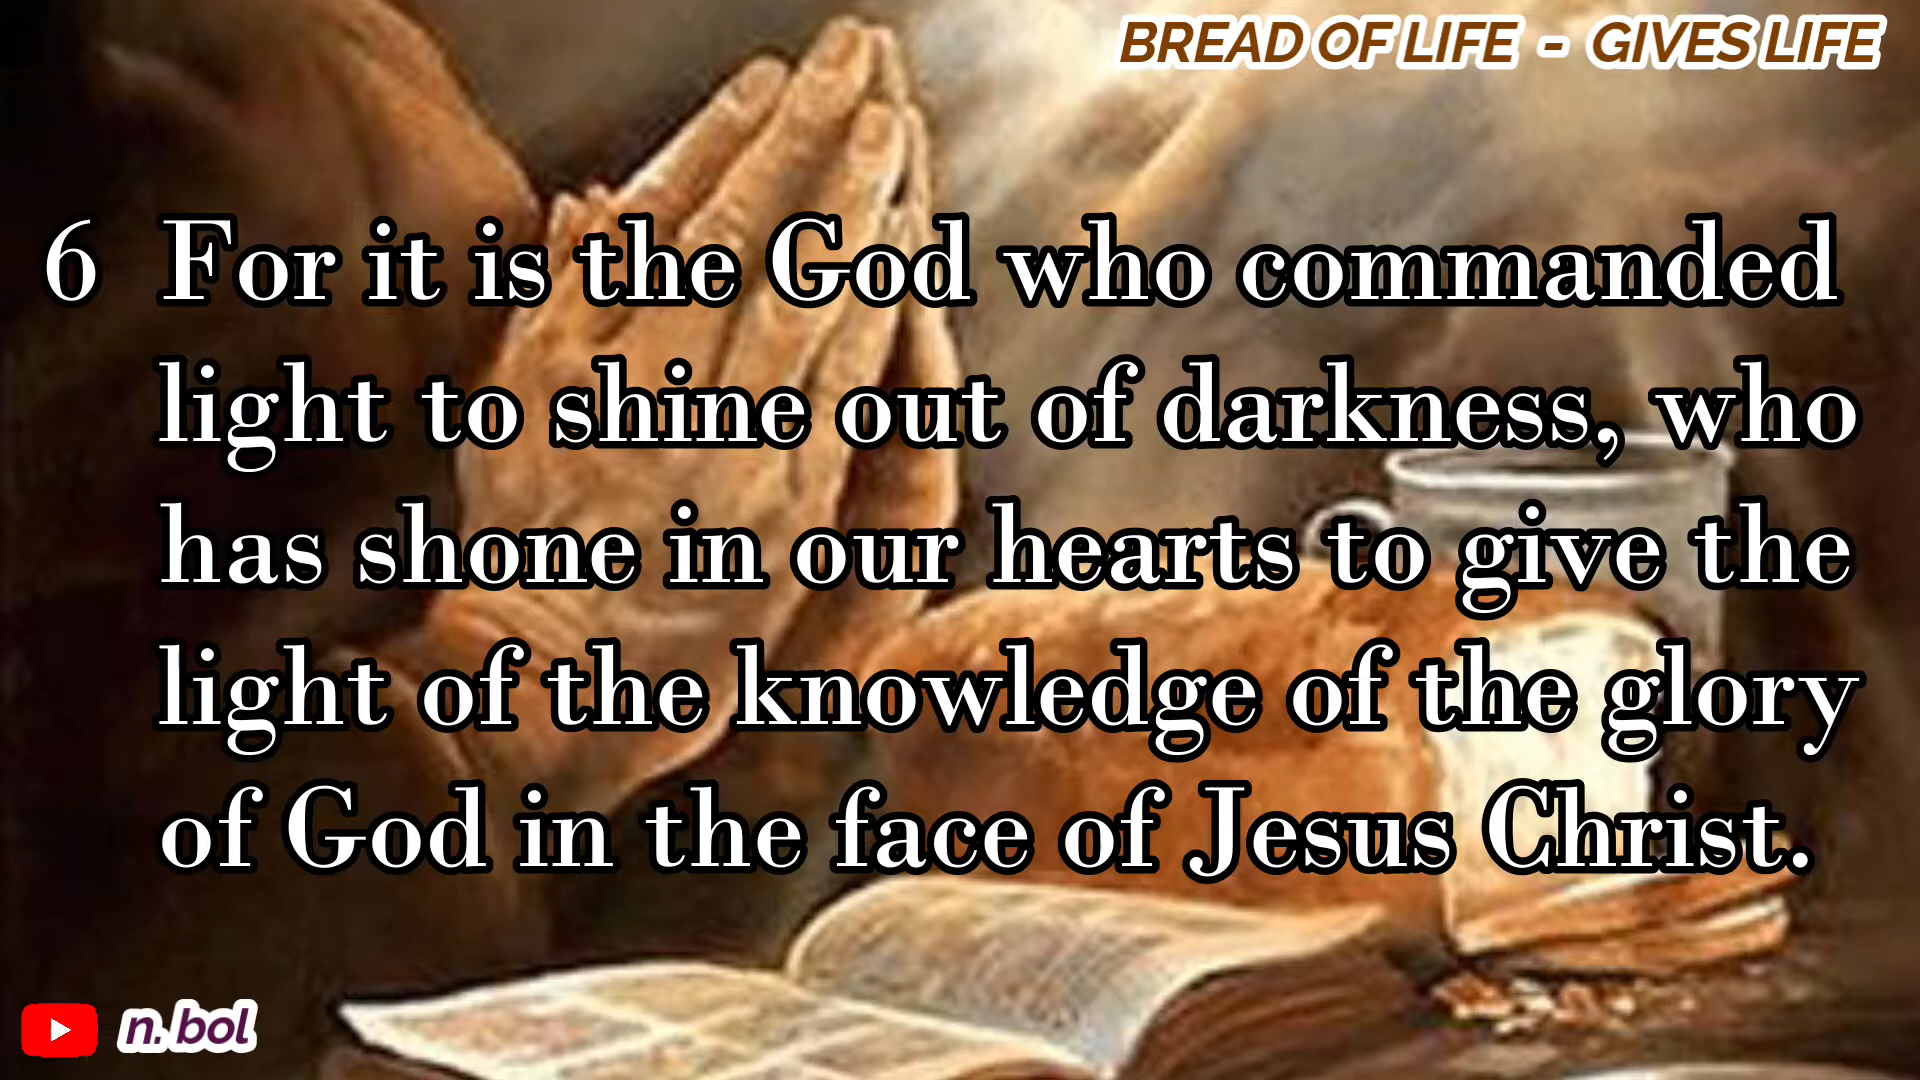 BREAD OF LIFE - GIVES LIFE
6 For it is the God who commanded
light to shine out of darkness, who
has shone in our hearts to give the
light of the knowledge of the glory
of God in the face of Jesus Christ.
n. bol